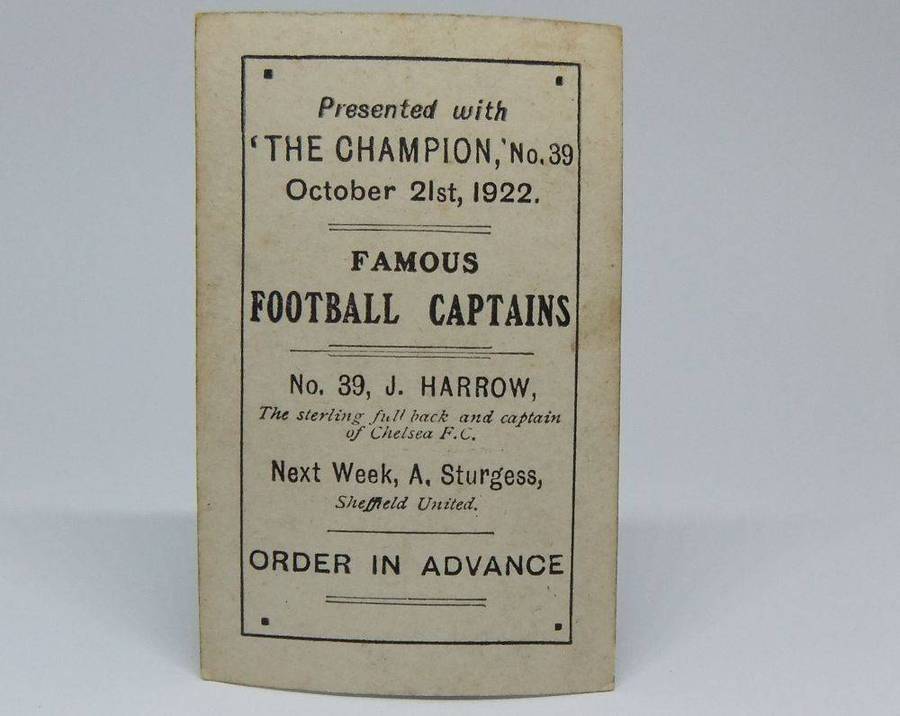 Presented with
‘THE CHAMPION,’ No. 39
October 21st, 1922.
FAMOUS
FOOTBALL CAPTAINS
No. 39, J. HARROW,
The sterling full back and captain
of Chelsea F.C.
Next Week, A. Sturgess,
Sheffield United.
ORDER IN ADVANCE